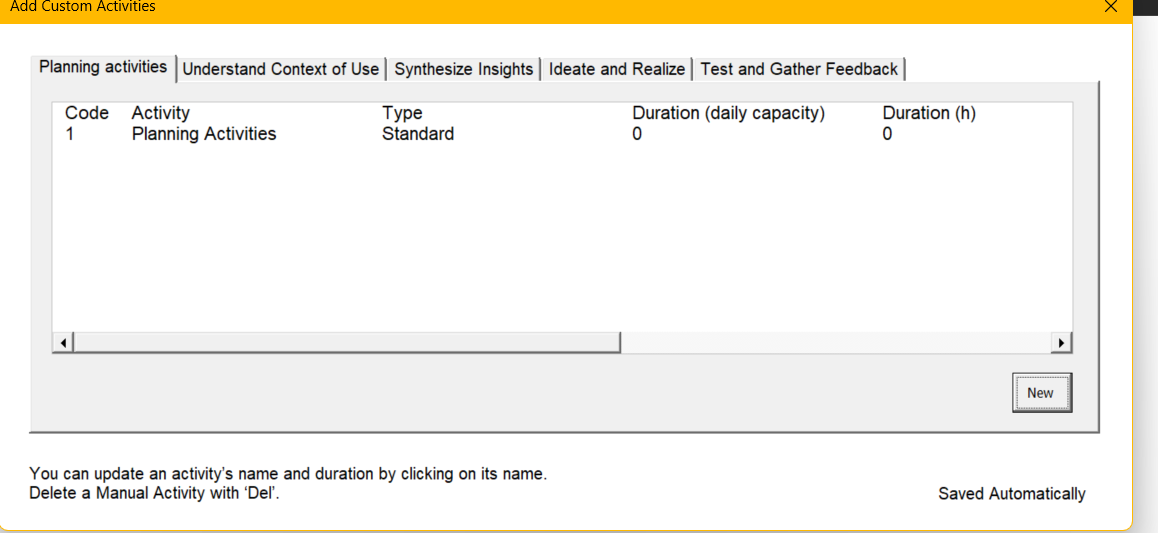 Add Custom Activities
Planning activities Understand Context of Use Synthesize Insights Ideate and Realize Test and Gather Feedback
Code Activity Type Duration (daily capacity) Duration (h)
1 Planning Activities Standard 0 0
New
You can update an activity’s name and duration by clicking on its name.
Delete a Manual Activity with ‘Del’.
Saved Automatically